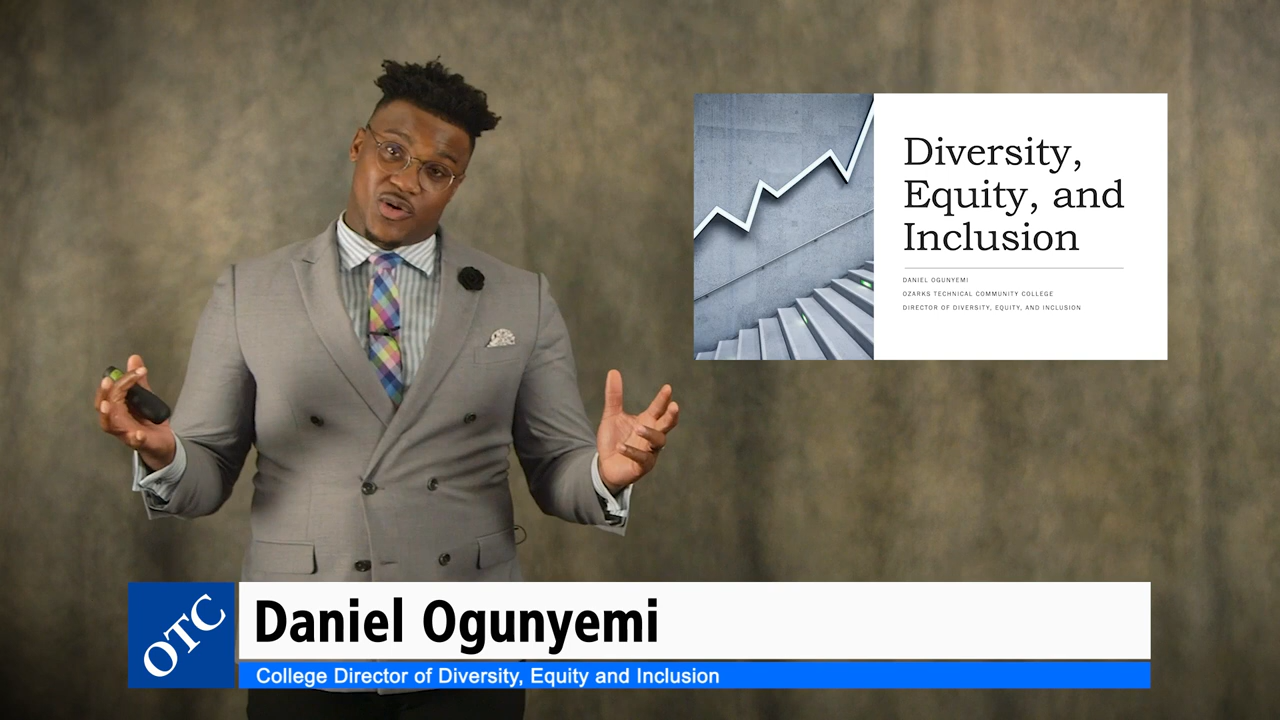 Diversity,
Equity, and
Inclusion
DANIEL OGUNYEMI
OZARKS TECHNICAL COMMUNITY COLLEGE
DIRECTOR OF DIVERSITY, EQUITY, AND INCLUSION
OTC
Daniel Ogunyemi
College Director of Diversity, Equity and Inclusion